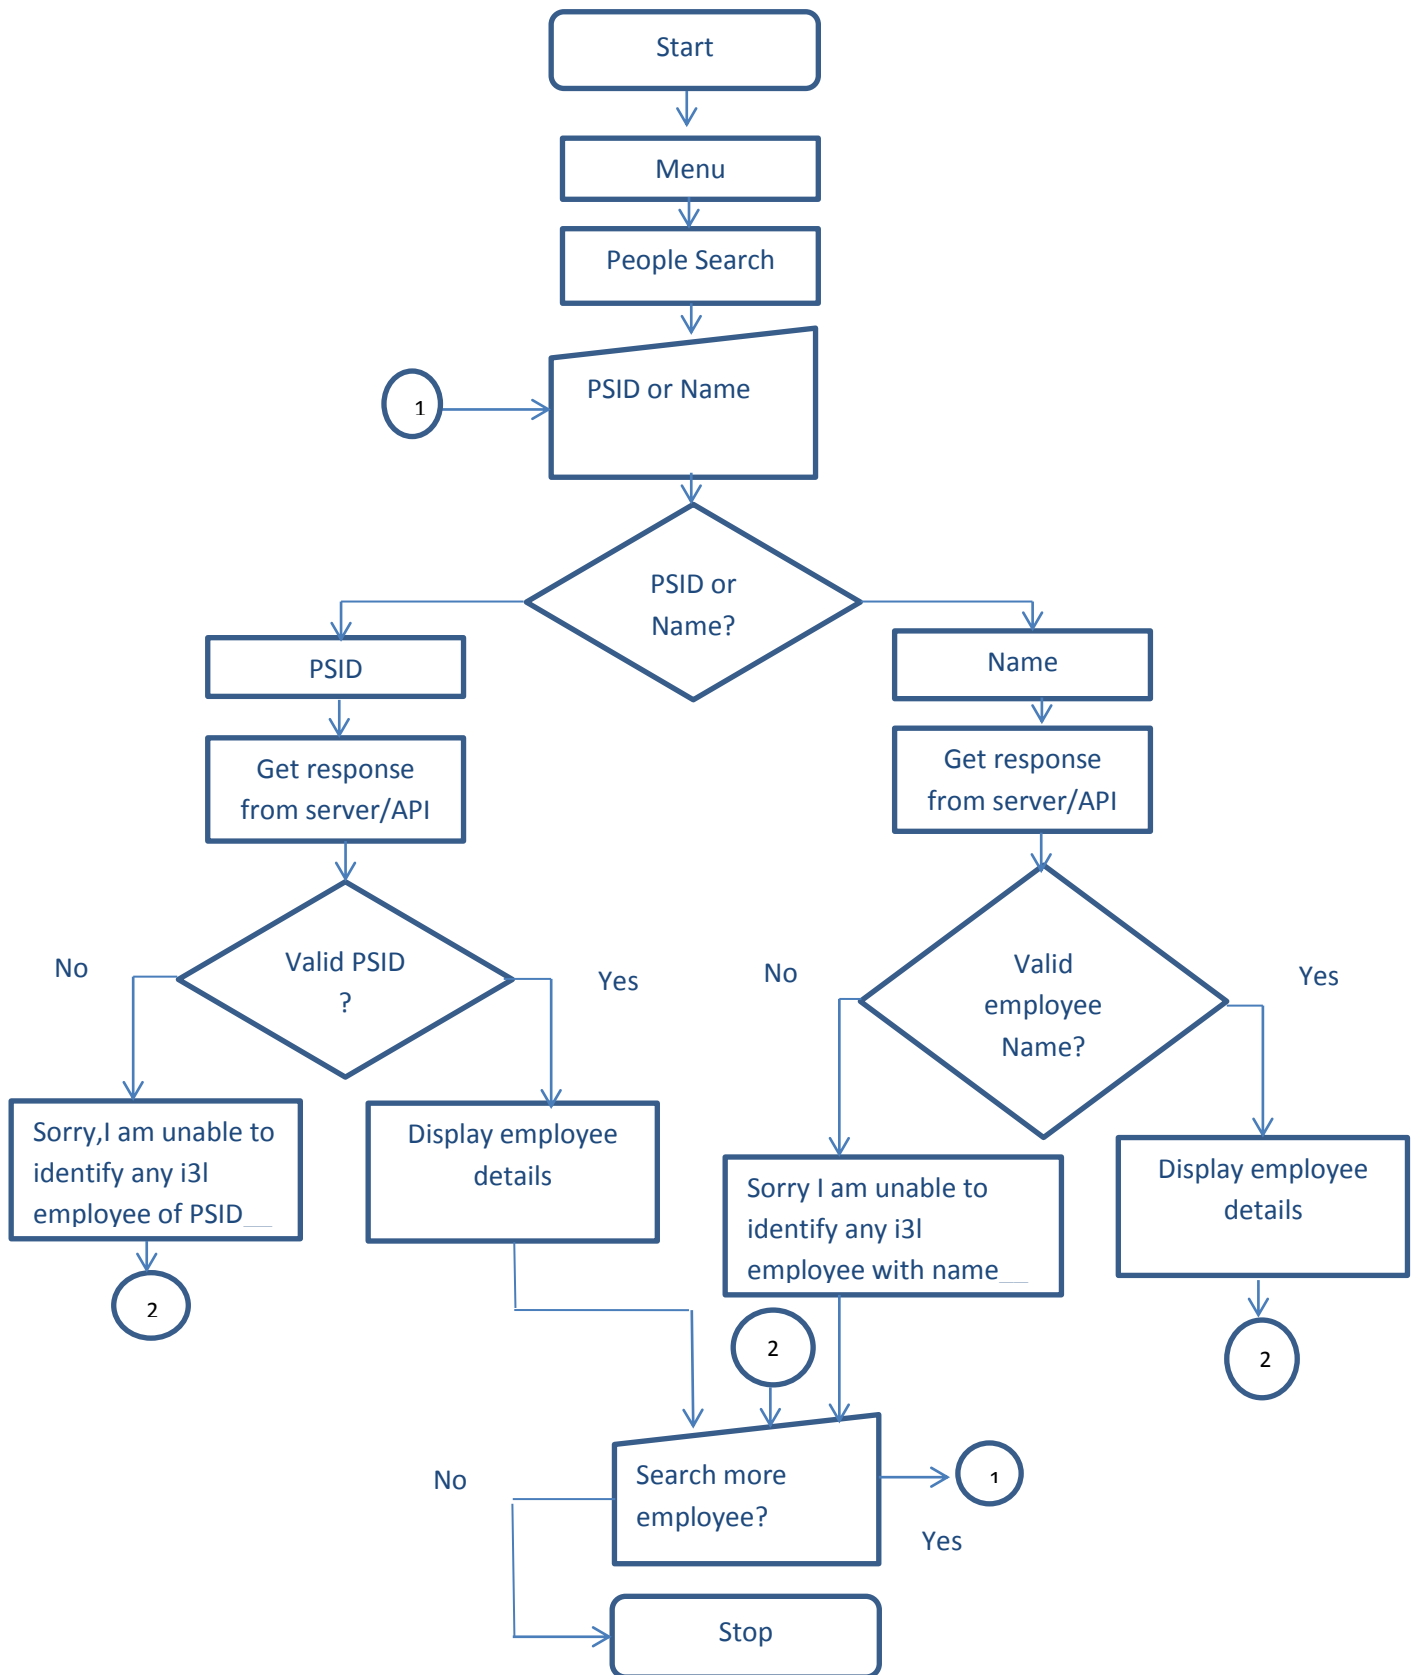 Start
Menu
People Search
PSID or Name
1
PSID or
Name?
PSID
Name
Get response
from server/API
Get response
from server/API
No
Valid PSID
?
Yes
No
Valid
employee
Name?
Yes
Sorry,I am unable to
identify any i3l
employee of PSID__
Display employee
details
Sorry I am unable to
identify any i3l
employee with name__
Display employee
details
2
2
2
No
Search more
employee?
1
Yes
Stop